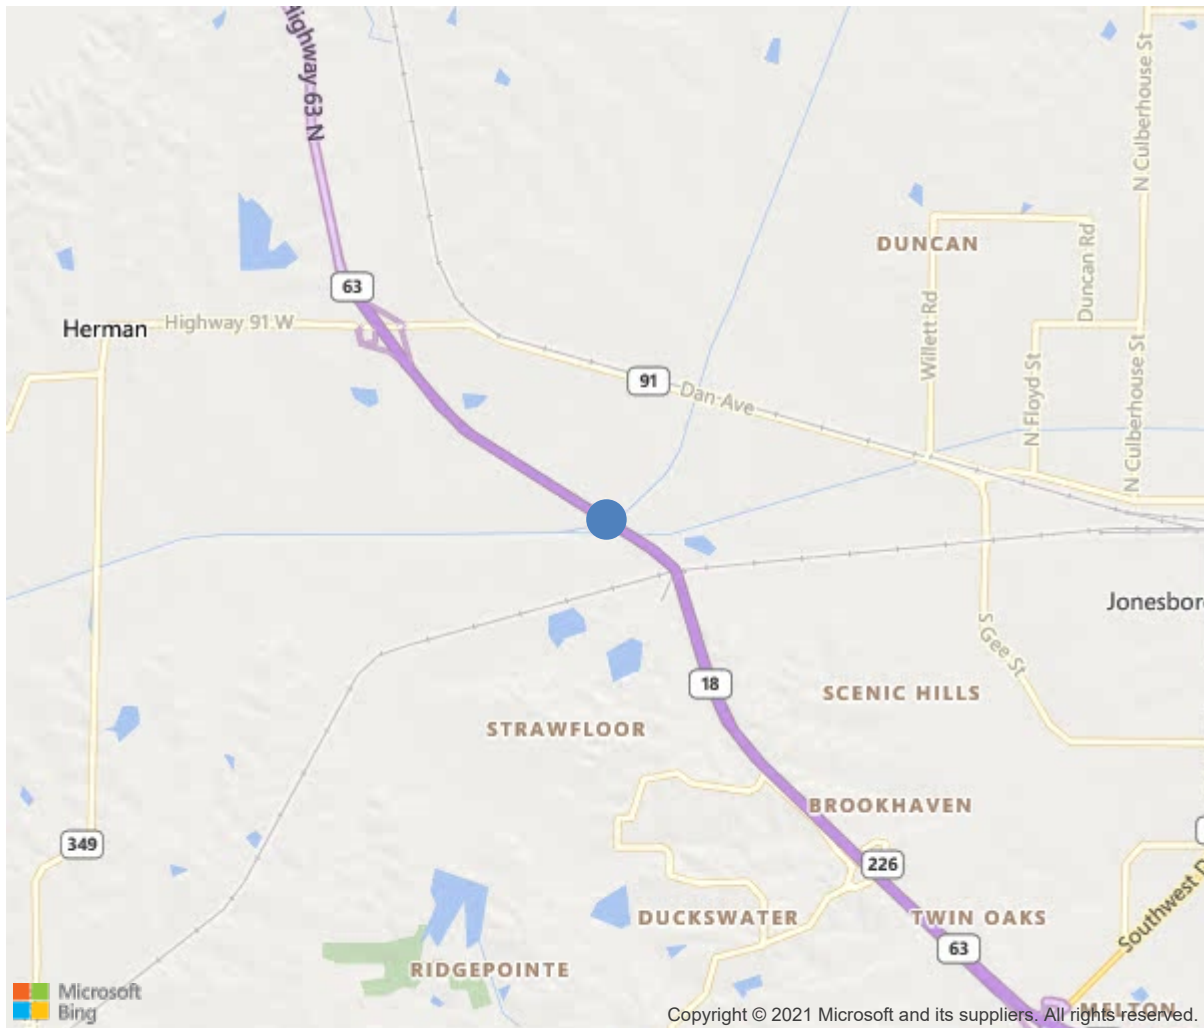 Highway 63 N
N Culberhouse St
DUNCAN
Duncan Rd
Willett Rd
63
Herman
Highway 91 W
91
Dan Ave
N Floyd St
N Culberhouse St
S Gee St
18
SCENIC HILLS
STRAWFLOOR
BROOKHAVEN
349
226
DUCKSWATER
TWIN OAKS
Southwest
63
RIDGEPOINTE
MELTON
Microsoft
Bing
Copyright © 2021 Microsoft and its suppliers. All rights reserved.